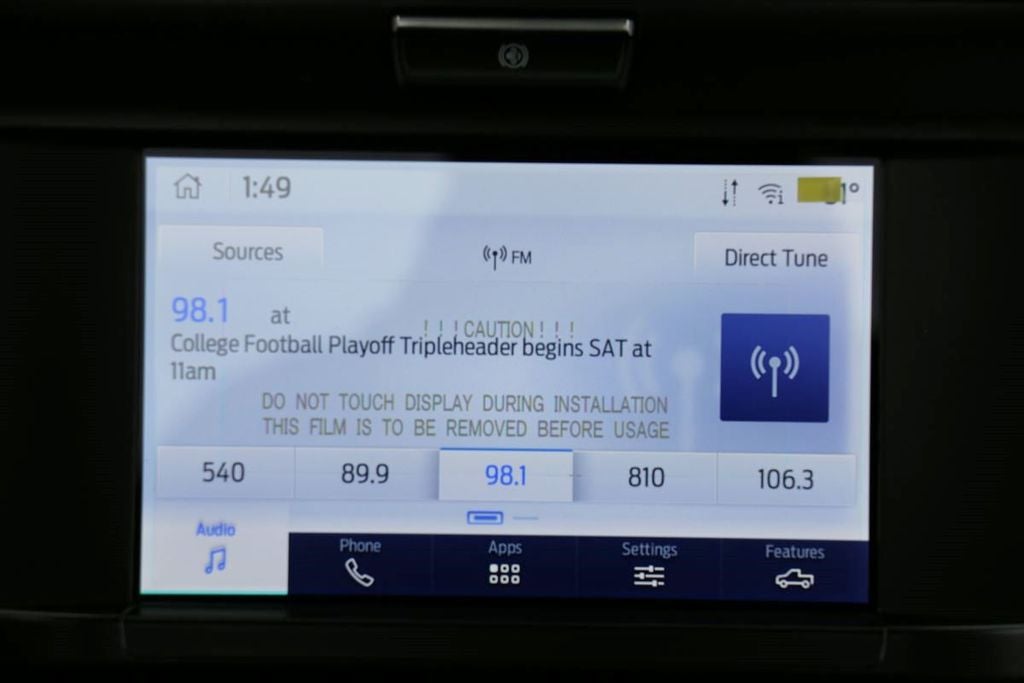 1:49
Sources
FM
Direct Tune
98.1 at
! ! ! CAUTION ! ! !
College Football Playoff Tripleheader begins SAT at
11am
DO NOT TOUCH DISPLAY DURING INSTALLATION
THIS FILM IS TO BE REMOVED BEFORE USAGE
540 89.9 98.1 810 106.3
Audio Phone Apps Settings Features